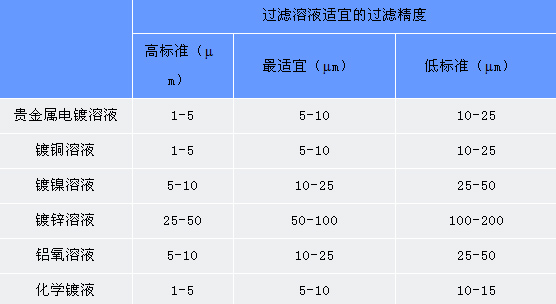 过滤溶液适宜的过滤精度
高标准（μ
m）
最适宜（μm）
低标准（μm）
贵金属电镀溶液 1-5 5-10 10-25
镀铜溶液 1-5 5-10 10-25
镀镍溶液 5-10 10-25 25-50
镀锌溶液 25-50 50-100 100-200
铝氧溶液 5-10 10-25 25-50
化学镀液 1-5 5-10 10-15